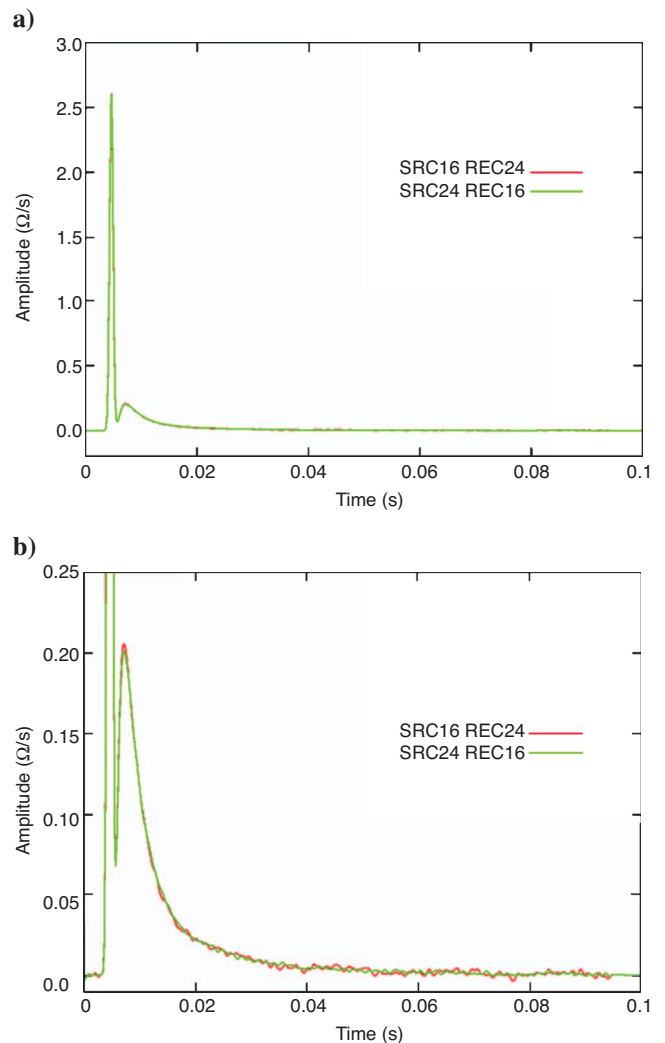 a)
3.0
2.5
2.0
1.5
1.0
0.5
0.0
Amplitude (Ω/s)
SRC16 REC24
SRC24 REC16
0 0.02 0.04 0.06 0.08 0.1
Time (s)
b)
0.25
0.20
0.15
0.10
0.05
0.0
Amplitude (Ω/s)
SRC16 REC24
SRC24 REC16
0 0.02 0.04 0.06 0.08 0.1
Time (s)